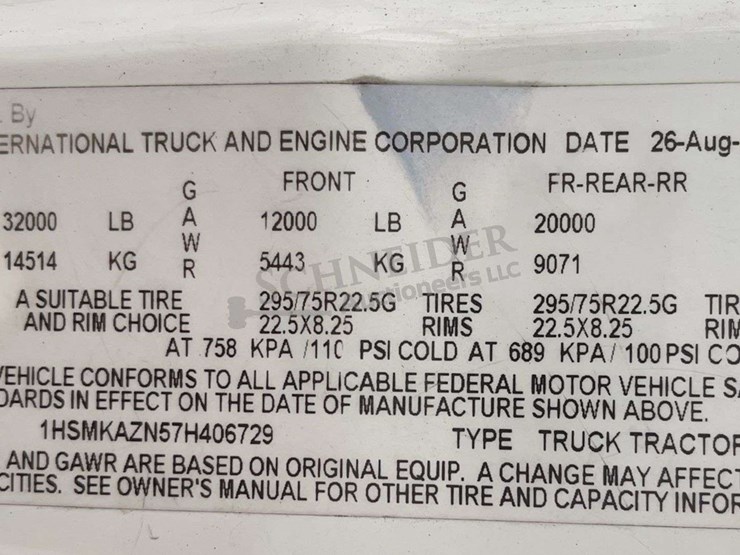 By
ERNATIONAL TRUCK AND ENGINE CORPORATION DATE 26-Aug-
G FRONT G FR-REAR-RR
32000 LB A 12000 LB A 20000
W W
14514 KG R 5443 KG R 9071
SCHNEIDER
Auctioneers LLC
A SUITABLE TIRE 295/75R22.5G TIRES 295/75R22.5G TIR
AND RIM CHOICE 22.5X8.25 RIMS 22.5X8.25 RIM
AT 758 KPA /110 PSI COLD AT 689 KPA/ 100 PSI CO
VEHICLE CONFORMS TO ALL APPLICABLE FEDERAL MOTOR VEHICLE SA
DARDS IN EFFECT ON THE DATE OF MANUFACTURE SHOWN ABOVE.
1HSMKAZN57H406729 TYPE TRUCK TRACTOR
AND GAWR ARE BASED ON ORIGINAL EQUIP. A CHANGE MAY AFFECT
CITIES. SEE OWNER'S MANUAL FOR OTHER TIRE AND CAPACITY INFOR